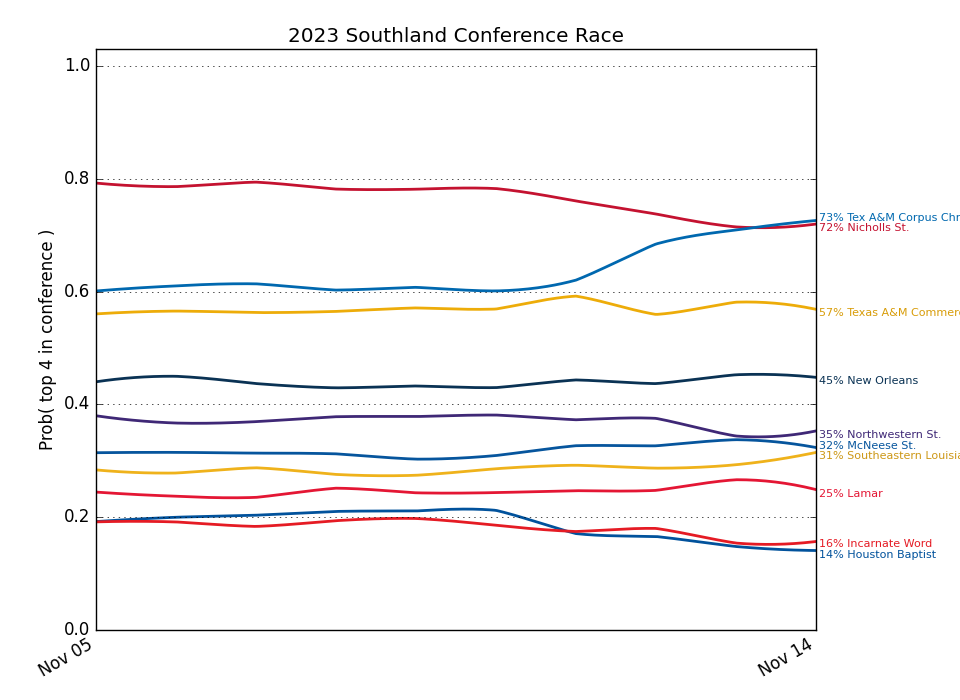 2023 Southland Conference Race
Prob( top 4 in conference )
1.0
0.8
0.6
0.4
0.2
0.0
Nov 05
Nov 14
73% Tex A&M Corpus Chr
72% Nicholls St.
57% Texas A&M Commer
45% New Orleans
35% Northwestern St.
32% McNeese St.
31% Southeastern Louisia
25% Lamar
16% Incarnate Word
14% Houston Baptist